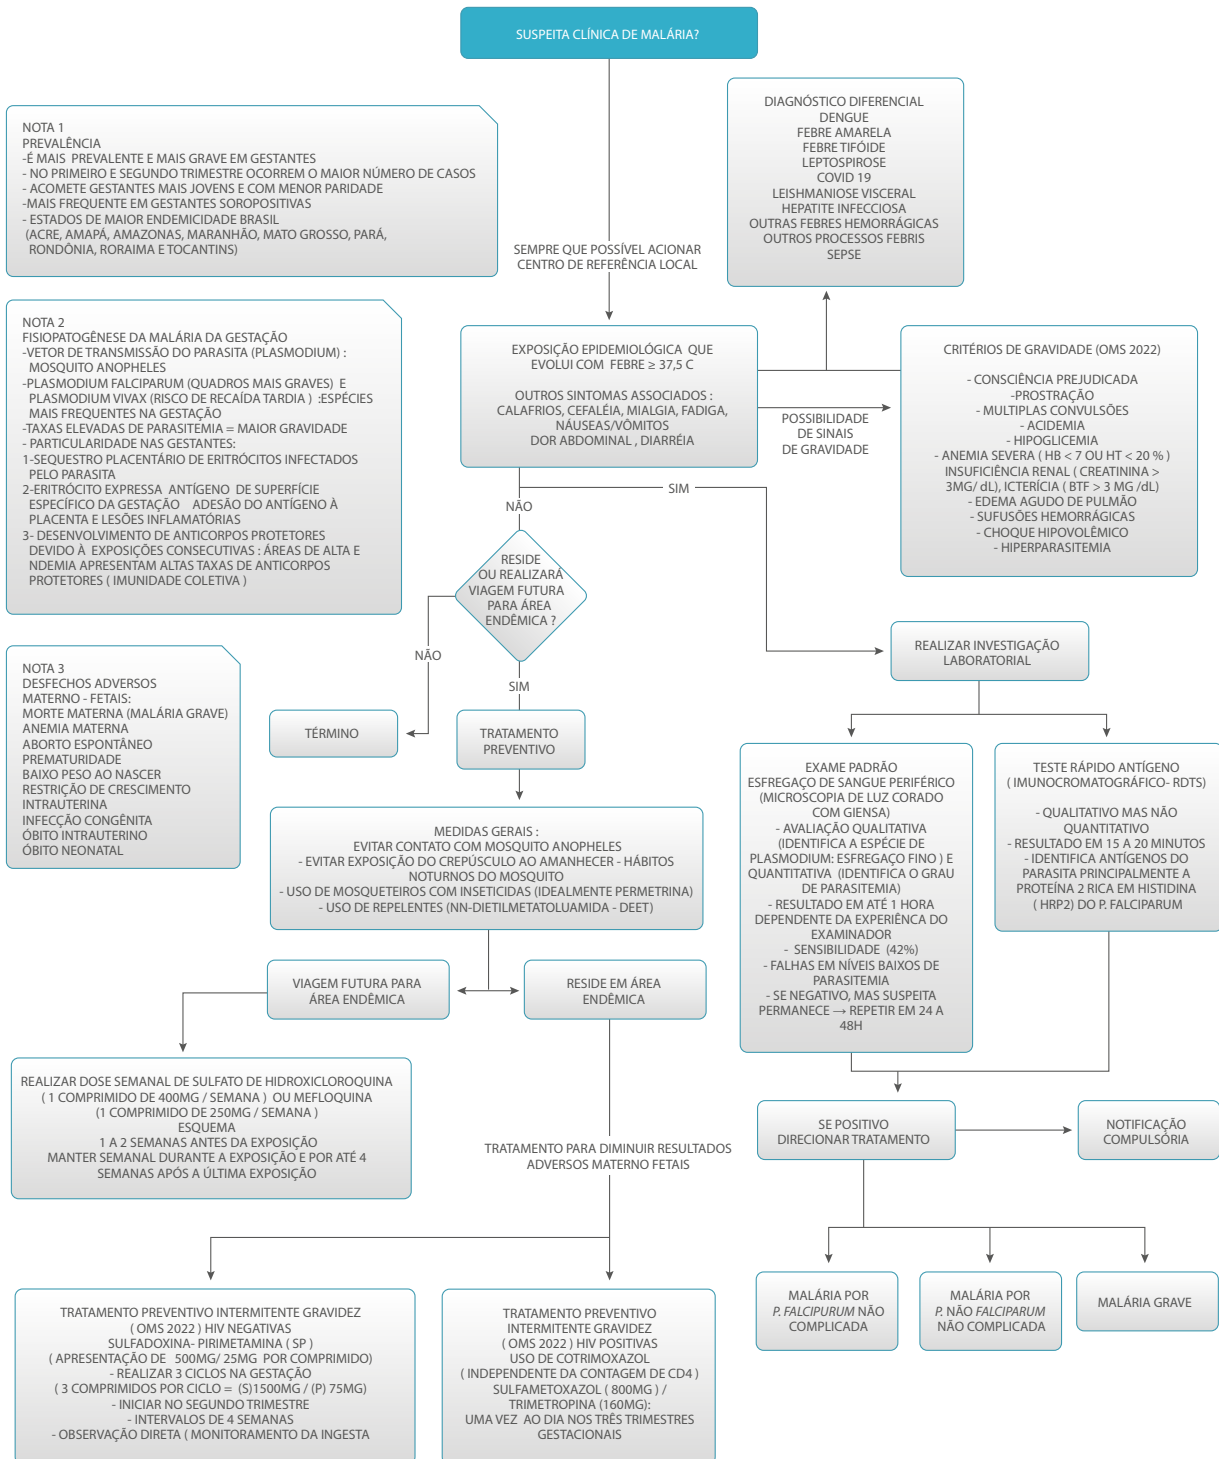 SUSPEITA CLÍNICA DE MALÁRIA?
NOTA 1
PREVALÊNCIA
-É MAIS PREVALENTE E MAIS GRAVE EM GESTANTES
- NO PRIMEIRO E SEGUNDO TRIMESTRE OCORREM O MAIOR NÚMERO DE CASOS
- ACOMETE GESTANTES MAIS JOVENS E COM MENOR PARIDADE
-MAIS FREQUENTE EM GESTANTES SOROPOSITIVAS
- ESTADOS DE MAIOR ENDEMICIDADE BRASIL
(ACRE, AMAPÁ, AMAZONAS, MARANHÃO, MATO GROSSO, PARÁ,
RONDÔNIA, RORAIMA E TOCANTINS)
DIAGNÓSTICO DIFERENCIAL
DENGUE
FEBRE AMARELA
FEBRE TIFÓIDE
LEPTOSPIROSE
COVID 19
LEISHMANIOSE VISCERAL
HEPATITE INFECCIOSA
OUTRAS FEBRES HEMORRÁGICAS
OUTROS PROCESSOS FEBRIS
SEPSE
SEMPRE QUE POSSÍVEL ACIONAR
CENTRO DE REFERÊNCIA LOCAL
NOTA 2
FISIOPATOGÊNESE DA MALÁRIA DA GESTAÇÃO
-VETOR DE TRANSMISSÃO DO PARASITA (PLASMODIUM) :
MOSQUITO ANOPHELES
-PLASMODIUM FALCIPARUM (QUADROS MAIS GRAVES) E
PLASMODIUM VIVAX (RISCO DE RECAÍDA TARDIA ) :ESPÉCIES
MAIS FREQUENTES NA GESTAÇÃO
-TAXAS ELEVADAS DE PARASITEMIA = MAIOR GRAVIDADE
- PARTICULARIDADE NAS GESTANTES:
1-SEQUESTRO PLACENTÁRIO DE ERITRÓCITOS INFECTADOS
PELO PARASITA
2-ERITRÓCITO EXPRESSA ANTÍGENO DE SUPERFÍCIE
ESPECÍFICO DA GESTAÇÃO ADESÃO DO ANTÍGENO À
PLACENTA E LESÕES INFLAMATÓRIAS
3- DESENVOLVIMENTO DE ANTICORPOS PROTETORES
DEVIDO À EXPOSIÇÕES CONSECUTIVAS : ÁREAS DE ALTA E
NDEMIA APRESENTAM ALTAS TAXAS DE ANTICORPOS
PROTETORES ( IMUNIDADE COLETIVA )
EXPOSIÇÃO EPIDEMIOLÓGICA QUE
EVOLUI COM FEBRE ≥ 37,5 C
OUTROS SINTOMAS ASSOCIADOS :
CALAFRIOS, CEFALÉIA, MIALGIA, FADIGA,
NÁUSEAS/VÔMITOS
DOR ABDOMINAL , DIARRÉIA
POSSIBILIDADE
DE SINAIS
DE GRAVIDADE
CRITÉRIOS DE GRAVIDADE (OMS 2022)
- CONSCIÊNCIA PREJUDICADA
-PROSTRAÇÃO
- MULTIPLAS CONVULSÕES
- ACIDEMIA
- HIPOGLICEMIA
- ANEMIA SEVERA ( HB < 7 OU HT < 20 % )
INSUFICIÊNCIA RENAL ( CREATININA >
3MG/ dL), ICTERÍCIA ( BTF > 3 MG /dL)
- EDEMA AGUDO DE PULMÃO
- SUFUSÕES HEMORRÁGICAS
- CHOQUE HIPOVOLÊMICO
- HIPERPARASITEMIA
SIM
NÃO
RESIDE
OU REALIZARÁ
VIAGEM FUTURA
PARA ÁREA
ENDÊMICA ?
NÃO
SIM
REALIZAR INVESTIGAÇÃO
LABORATORIAL
NOTA 3
DESFECHOS ADVERSOS
MATERNO - FETAIS:
MORTE MATERNA (MALÁRIA GRAVE)
ANEMIA MATERNA
ABORTO ESPONTÂNEO
PREMATURIDADE
BAIXO PESO AO NASCER
RESTRIÇÃO DE CRESCIMENTO
INTRAUTERINA
INFECÇÃO CONGÊNITA
ÓBITO INTRAUTERINO
ÓBITO NEONATAL
TÉRMINO
TRATAMENTO
PREVENTIVO
MEDIDAS GERAIS :
EVITAR CONTATO COM MOSQUITO ANOPHELES
- EVITAR EXPOSIÇÃO DO CREPÚSCULO AO AMANHECER - HÁBITOS
NOTURNOS DO MOSQUITO
- USO DE MOSQUETEIROS COM INSETICIDAS (IDEALMENTE PERMETRINA)
- USO DE REPELENTES (NN-DIETILMETATOLUAMIDA - DEET)
EXAME PADRÃO
ESFREGAÇO DE SANGUE PERIFÉRICO
(MICROSCOPIA DE LUZ CORADO
COM GIENSA)
- AVALIAÇÃO QUALITATIVA
(IDENTIFICA A ESPÉCIE DE
PLASMODIUM: ESFREGAÇO FINO ) E
QUANTITATIVA (IDENTIFICA O GRAU
DE PARASITEMIA)
- RESULTADO EM ATÉ 1 HORA
DEPENDENTE DA EXPERIÊNCA DO
EXAMINADOR
- SENSIBILIDADE (42%)
- FALHAS EM NÍVEIS BAIXOS DE
PARASITEMIA
- SE NEGATIVO, MAS SUSPEITA
PERMANECE → REPETIR EM 24 A
48H
TESTE RÁPIDO ANTÍGENO
( IMUNOCROMATOGRÁFICO- RDTS)
- QUALITATIVO MAS NÃO
QUANTITATIVO
- RESULTADO EM 15 A 20 MINUTOS
- IDENTIFICA ANTÍGENOS DO
PARASITA PRINCIPALMENTE A
PROTEÍNA 2 RICA EM HISTIDINA
( HRP2) DO P. FALCIPARUM
VIAGEM FUTURA PARA
ÁREA ENDÊMICA
RESIDE EM ÁREA
ENDÊMICA
REALIZAR DOSE SEMANAL DE SULFATO DE HIDROXICLOROQUINA
( 1 COMPRIMIDO DE 400MG / SEMANA ) OU MEFLOQUINA
(1 COMPRIMIDO DE 250MG / SEMANA )
ESQUEMA
1 A 2 SEMANAS ANTES DA EXPOSIÇÃO
MANTER SEMANAL DURANTE A EXPOSIÇÃO E POR ATÉ 4
SEMANAS APÓS A ÚLTIMA EXPOSIÇÃO
TRATAMENTO PARA DIMINUIR RESULTADOS
ADVERSOS MATERNO FETAIS
SE POSITIVO
DIRECIONAR TRATAMENTO
NOTIFICAÇÃO
COMPULSÓRIA
MALÁRIA POR
P. FALCIPURUM NÃO
COMPLICADA
MALÁRIA POR
P. NÃO FALCIPARUM
NÃO COMPLICADA
MALÁRIA GRAVE
TRATAMENTO PREVENTIVO INTERMITENTE GRAVIDEZ
( OMS 2022 ) HIV NEGATIVAS
SULFADOXINA- PIRIMETAMINA ( SP )
( APRESENTAÇÃO DE 500MG/ 25MG POR COMPRIMIDO)
- REALIZAR 3 CICLOS NA GESTAÇÃO
( 3 COMPRIMIDOS POR CICLO = (S)1500MG / (P) 75MG)
- INICIAR NO SEGUNDO TRIMESTRE
- INTERVALOS DE 4 SEMANAS
- OBSERVAÇÃO DIRETA ( MONITORAMENTO DA INGESTA
TRATAMENTO PREVENTIVO
INTERMITENTE GRAVIDEZ
( OMS 2022 ) HIV POSITIVAS
USO DE COTRIMOXAZOL
( INDEPENDENTE DA CONTAGEM DE CD4 )
SULFAMETOXAZOL ( 800MG ) /
TRIMETROPINA (160MG):
UMA VEZ AO DIA NOS TRÊS TRIMESTRES
GESTACIONAIS